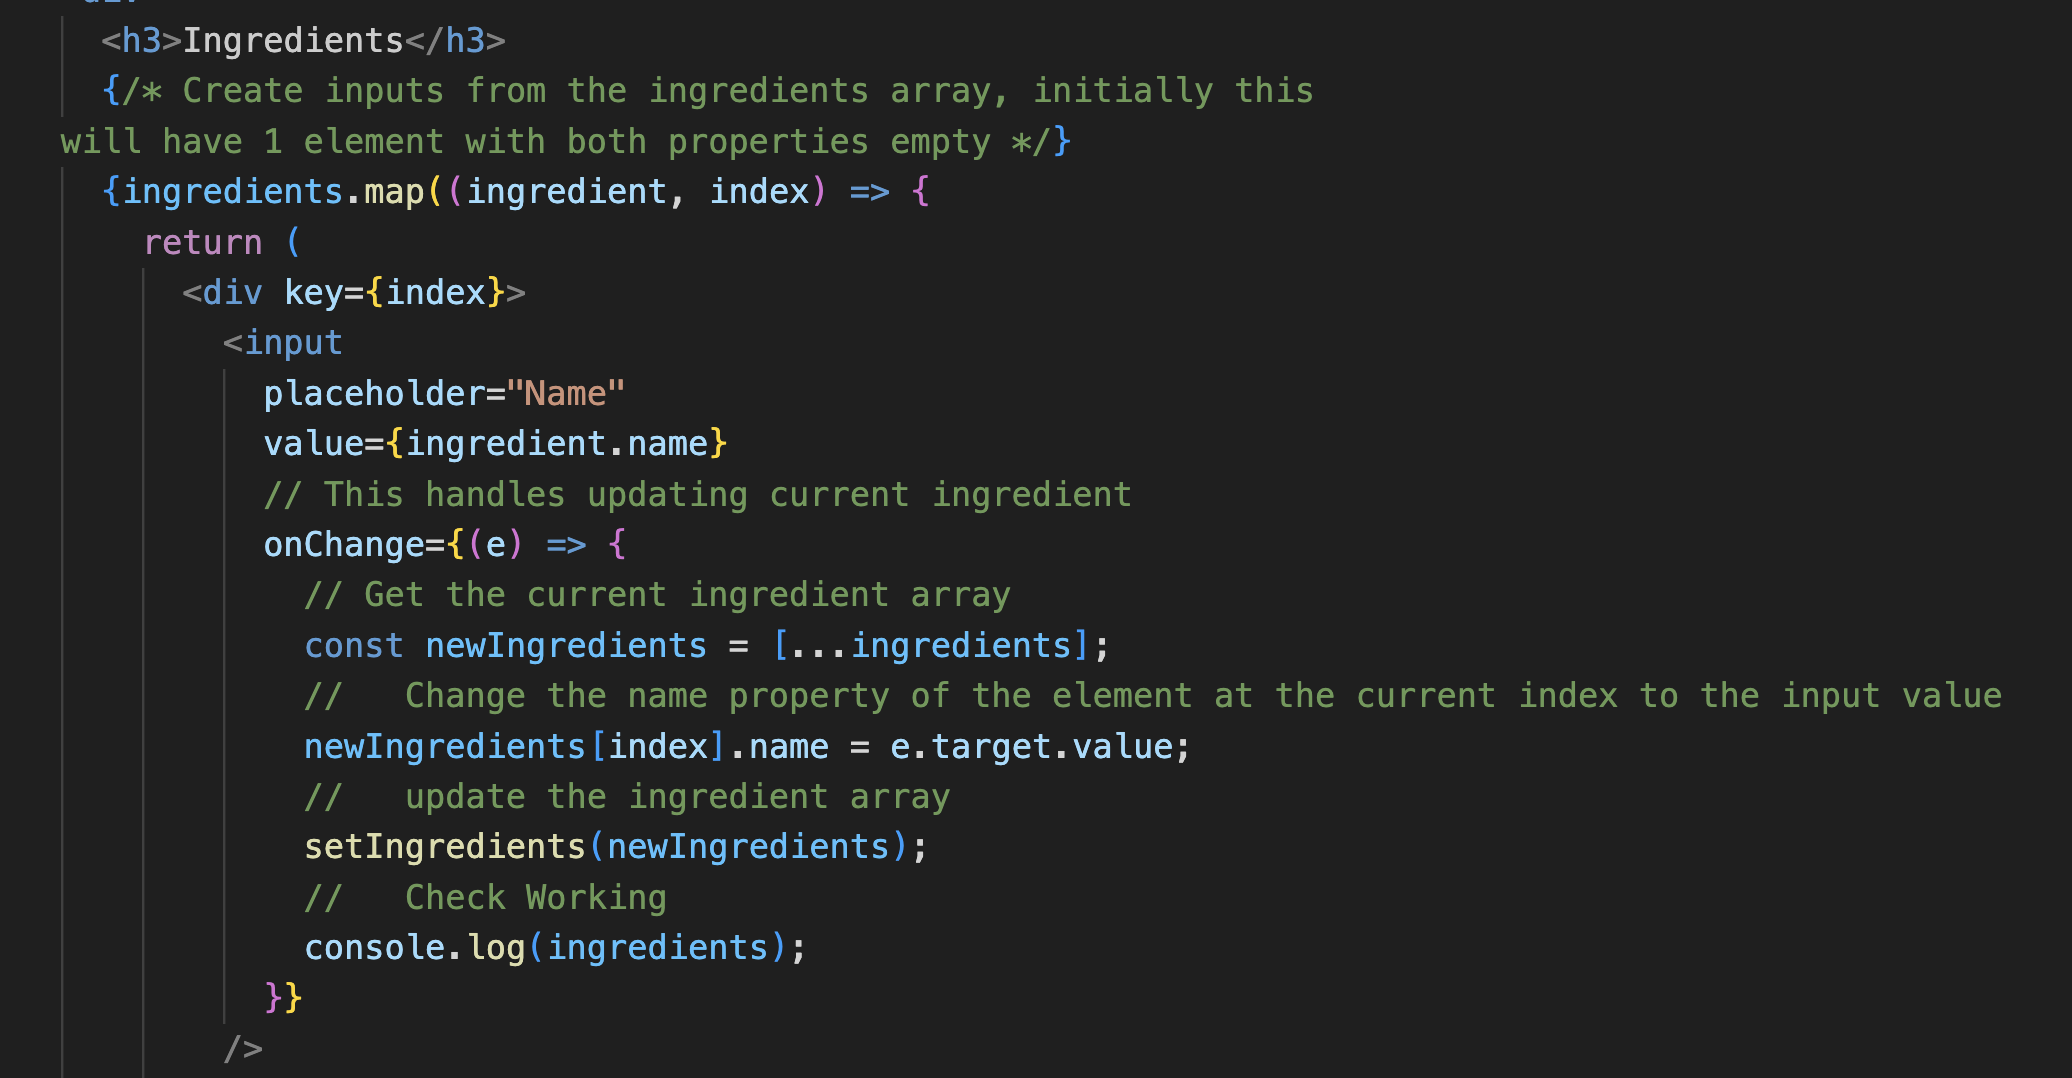 <h3>Ingredients</h3>
{/* Create inputs from the ingredients array, initially this
will have 1 element with both properties empty */}
{ingredients.map((ingredient, index) => {
return (
<div key={index}>
<input
placeholder="Name"
value={ingredient.name}
// This handles updating current ingredient
onChange={(e) => {
// Get the current ingredient array
const newIngredients = [...ingredients];
//   Change the name property of the element at the current index to the input value
newIngredients[index].name = e.target.value;
//   update the ingredient array
setIngredients(newIngredients);
//   Check Working
console.log(ingredients);
}}
/>